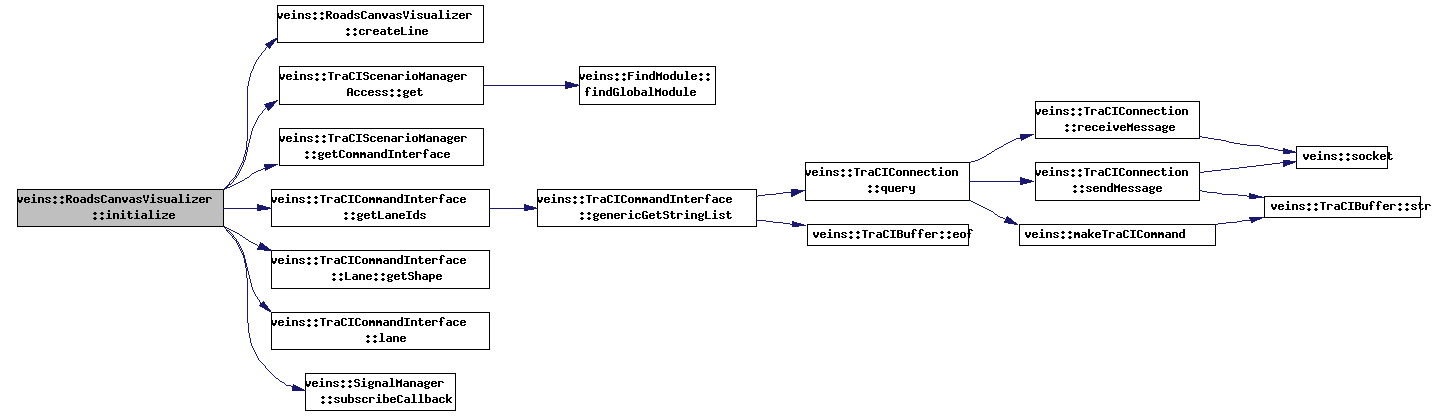 veins::RoadsCanvasVisualizer
::createLine
veins::TraCIScenarioManager
Access::get
veins::FindModule::
findGlobalModule
veins::TraCIScenarioManager
::getCommandInterface
veins::RoadsCanvasVisualizer
::initialize
veins::TraCICommandInterface
::getLaneIds
veins::TraCICommandInterface
::genericGetStringList
veins::TraCIConnection
::query
veins::TraCIBuffer::eof
veins::TraCIConnection
::receiveMessage
veins::TraCIConnection
::sendMessage
veins::makeTraCICommand
veins::socket
veins::TraCIBuffer::str
veins::TraCICommandInterface
::Lane::getShape
veins::TraCICommandInterface
::lane
veins::SignalManager
::subscribeCallback